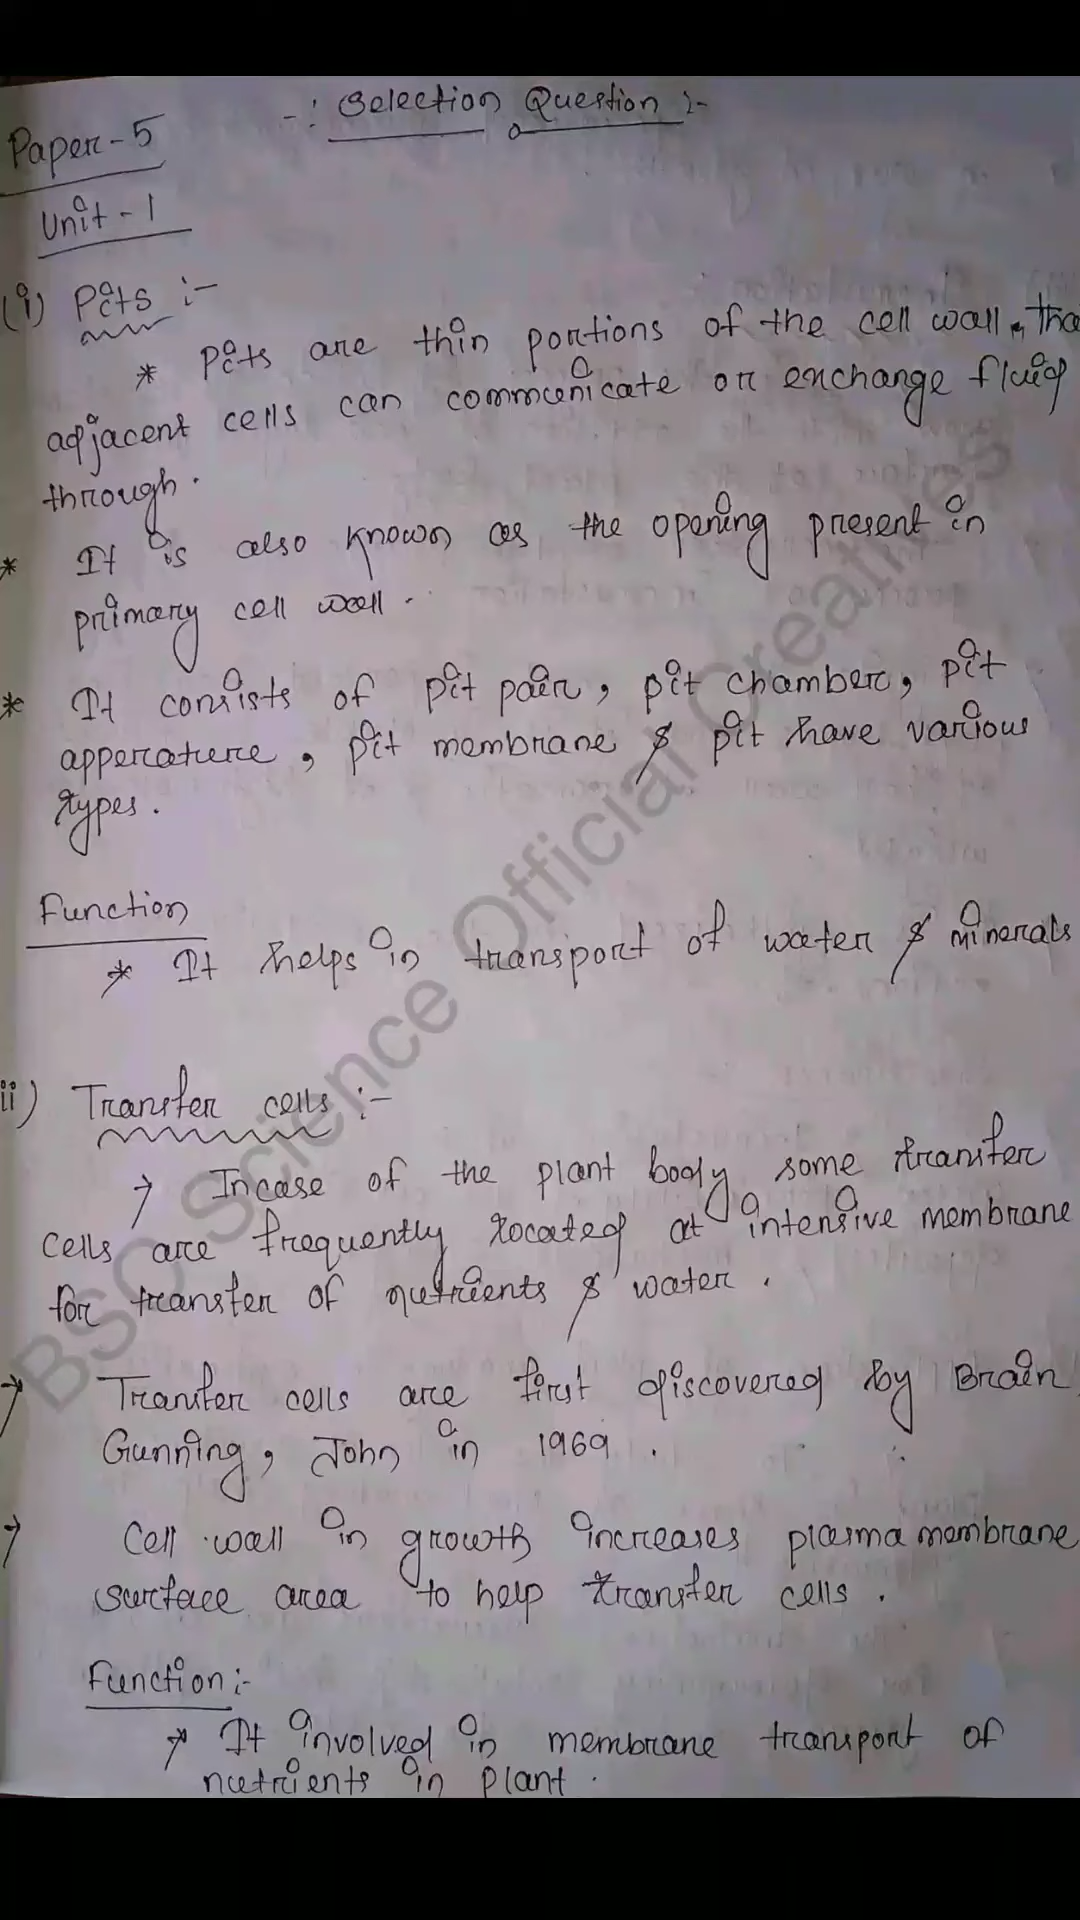 -: Selection Question :-
Paper - 5
Unit - 1
(i) Pits :-
* Pits are thin portions of the cell wall, tha
adjacent cells can communicate or exchange fluid
through.
* It is also known as the opening present in
primary cell wall.
* It consists of pit pair, pit chamber, pit
apperature, pit membrane & pit have various
types.
Function
* It helps in transport of water & minerals
ii) Transfer cells :-
→ Incase of the plant body some transfer
cells are frequently located at intensive membrane
for transfer of nutrients & water.
→ Transfer cells are first discovered by Brain
Gunning, John in 1969.
→ Cell wall in growth increases plasma membrane
surface area to help transfer cells.
Function :-
→ It involved in membrane transport of
nutrients in plant.
BSC Science Official Creatives